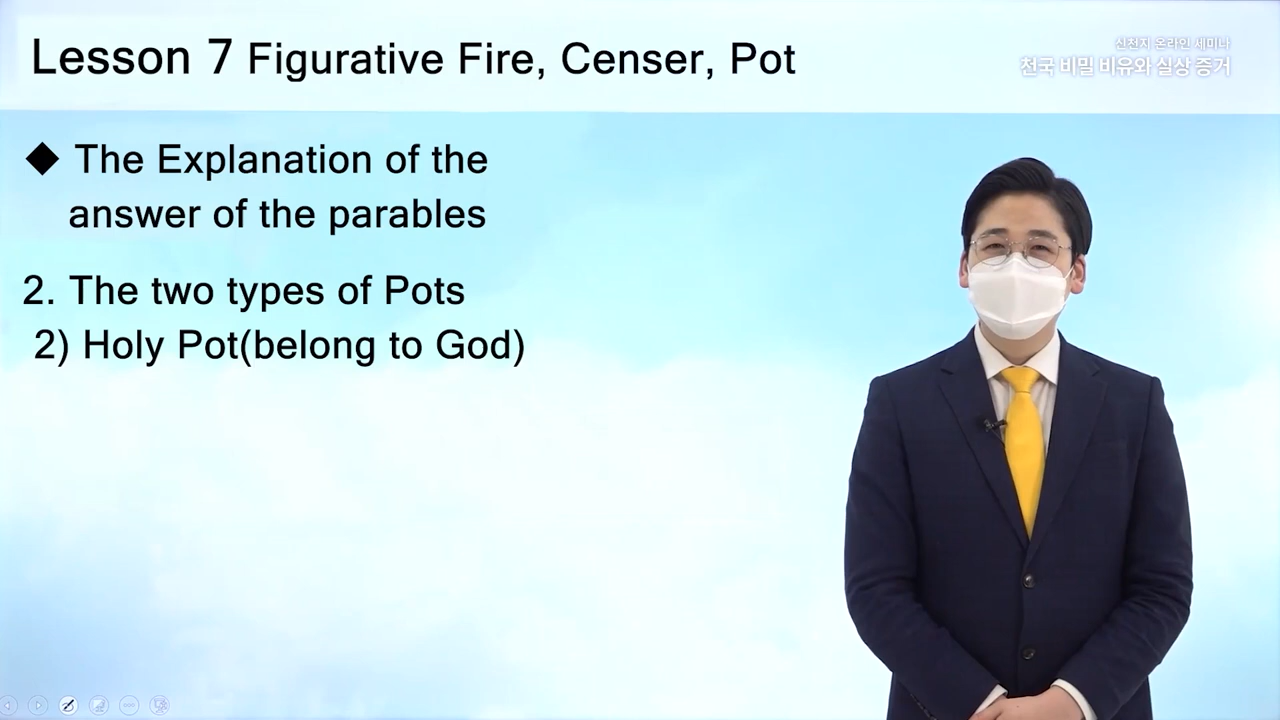 Lesson 7 Figurative Fire, Censer, Pot
신천지 온라인 세미나
천국 비밀 비유와 실상 증거
◆ The Explanation of the
answer of the parables
2. The two types of Pots
2) Holy Pot(belong to God)